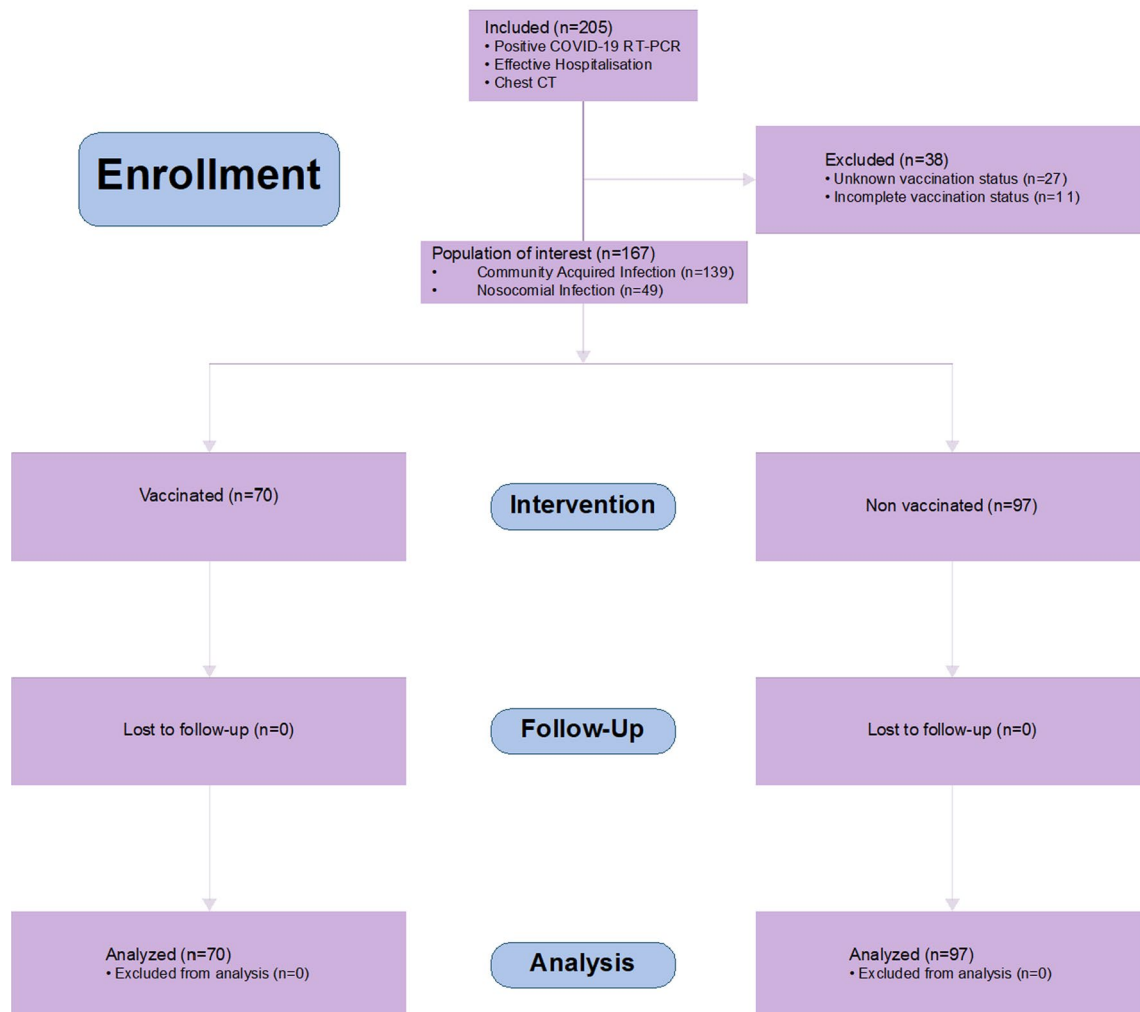 Included (n=205)
• Positive COVID-19 RT-PCR
• Effective Hospitalisation
• Chest CT
Enrollment
Excluded (n=38)
• Unknown vaccination status (n=27)
• Incomplete vaccination status (n=11)
Population of interest (n=167)
• Community Acquired Infection (n=139)
• Nosocomial Infection (n=49)
Vaccinated (n=70)
Intervention
Non vaccinated (n=97)
Lost to follow-up (n=0)
Follow-Up
Lost to follow-up (n=0)
Analyzed (n=70)
• Excluded from analysis (n=0)
Analysis
Analyzed (n=97)
• Excluded from analysis (n=0)